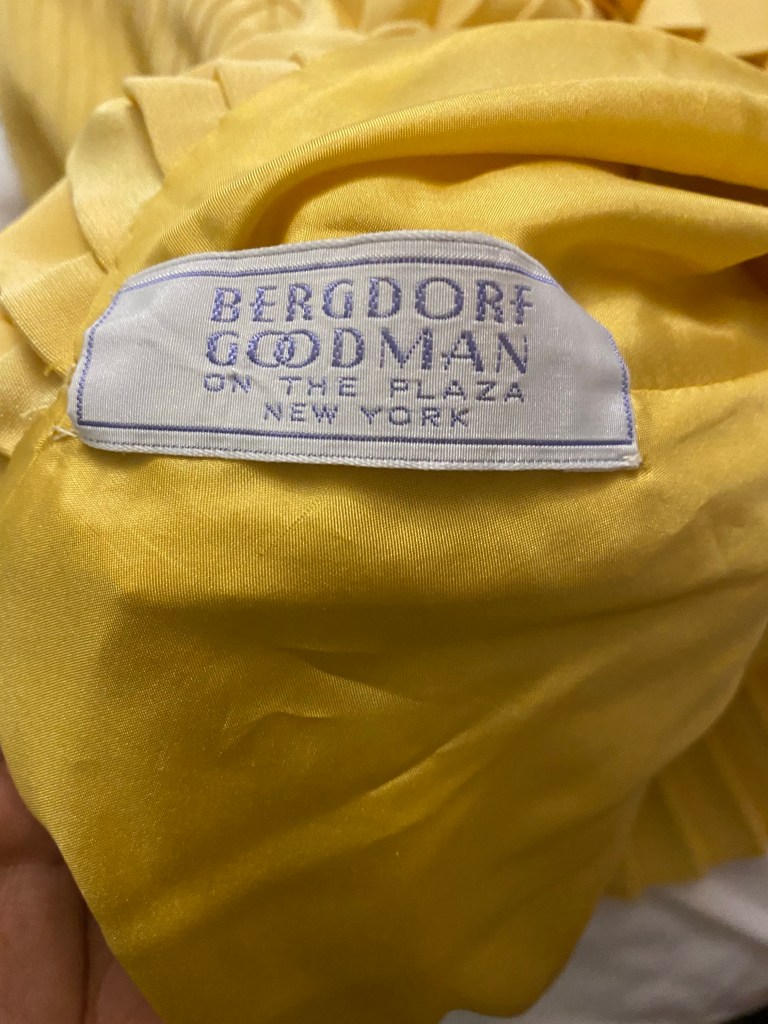 BERGDORF
GOODMAN
ON THE PLAZA
NEW YORK